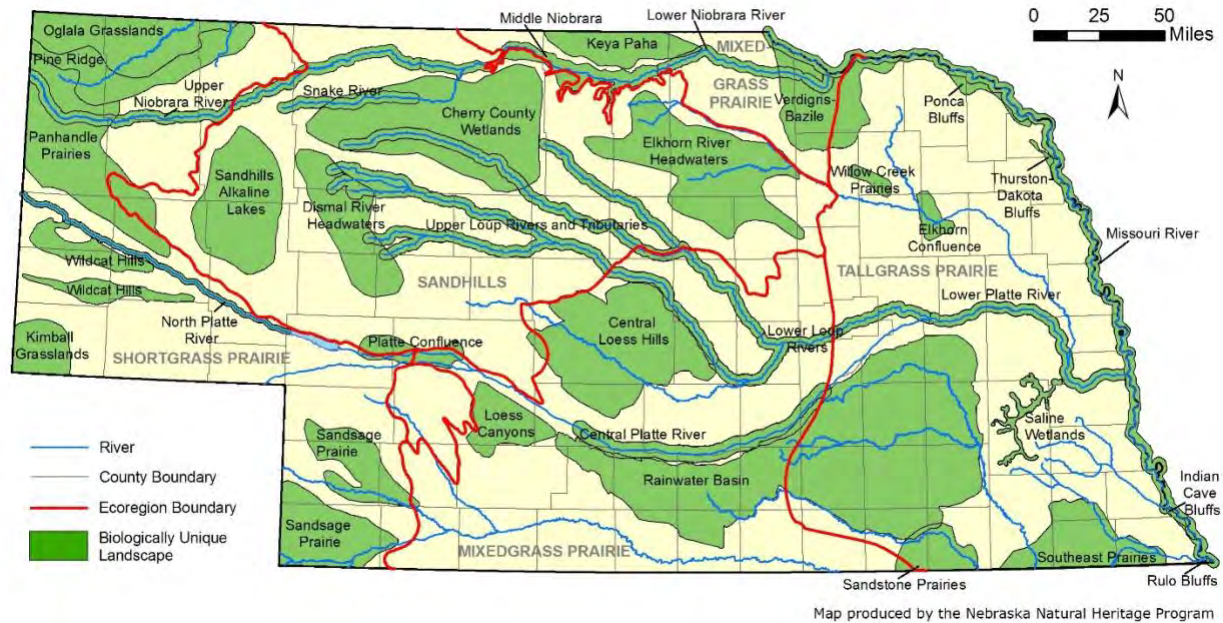 Oglala Grasslands
Pine Ridge
Upper
Niobrara River
Snake River
Middle Niobrara
Lower Niobrara River
Keya Paha
MIXED-
GRASS
PRAIRIE
Verdigris-
Bazile
Ponca
Bluffs
0 25 50
Miles
N
Panhandle
Prairies
Sandhills
Alkaline
Lakes
Cherry County
Wetlands
Elkhorn River
Headwaters
Willow Creek
Prairies
Thurston-
Dakota
Bluffs
Dismal River
Headwaters
Upper Loup Rivers and Tributaries
Elkhorn
Confluence
Missouri River
Wildcat Hills
Wildcat Hills
SANDHILLS
TALLGRASS PRAIRIE
Lower Platte River
Kimball
Grasslands
North Platte
River
SHORTGRASS PRAIRIE
Platte Confluence
Central
Loess Hills
Lower Loup
Rivers
Loess
Canyons
Central Platte River
Saline
Wetlands
Sandsage
Prairie
Rainwater Basin
Indian
Cave
Bluffs
Sandsage
Prairie
MIXEDGRASS PRAIRIE
Sandstone Prairies
Southeast Prairies
Rulo Bluffs
River
County Boundary
Ecoregion Boundary
Biologically Unique
Landscape
Map produced by the Nebraska Natural Heritage Program